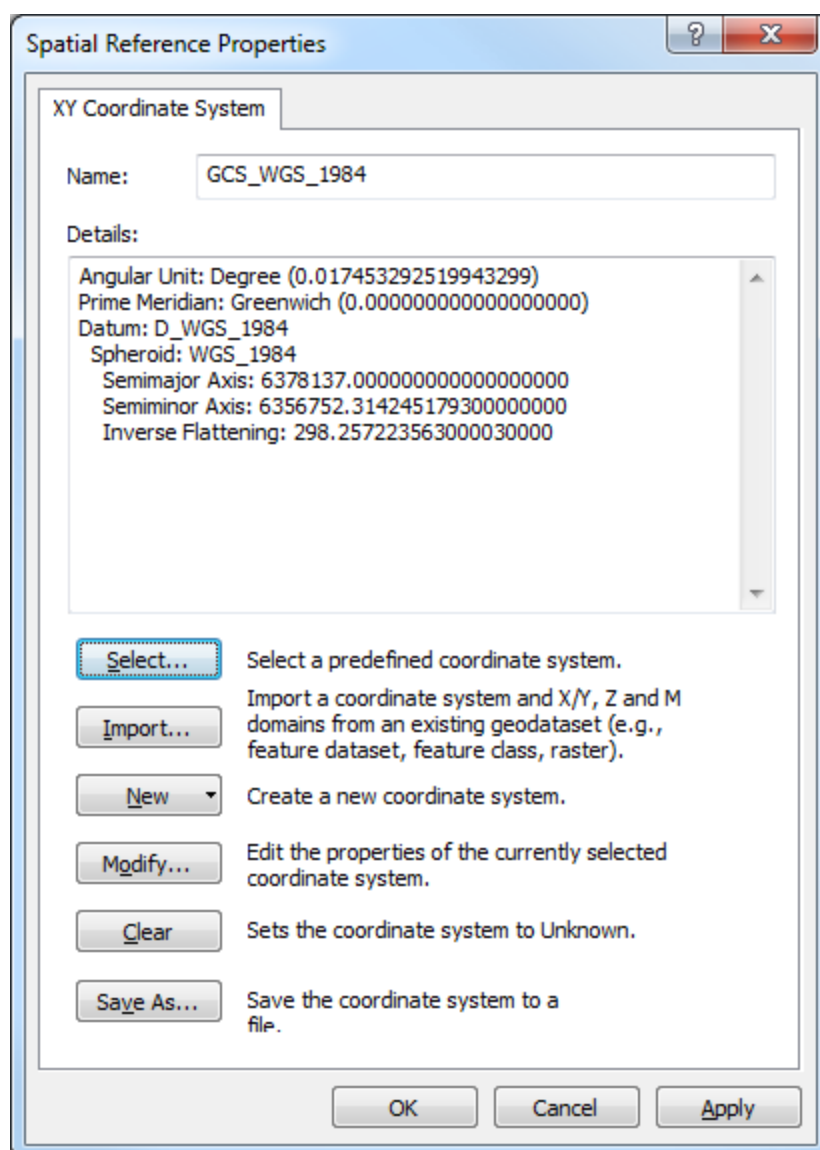 Spatial Reference Properties
XY Coordinate System
Name: GCS_WGS_1984
Details:
Angular Unit: Degree (0.017453292519943299)
Prime Meridian: Greenwich (0.000000000000000000)
Datum: D_WGS_1984
Spheroid: WGS_1984
Semimajor Axis: 6378137.000000000000000000
Semiminor Axis: 6356752.314245179300000000
Inverse Flattening: 298.257223563000030000
Select... Select a predefined coordinate system.
Import... Import a coordinate system and X/Y, Z and M
domains from an existing geodataset (e.g.,
feature dataset, feature class, raster).
New Create a new coordinate system.
Modify... Edit the properties of the currently selected
coordinate system.
Clear Sets the coordinate system to Unknown.
Save As... Save the coordinate system to a
file.
OK Cancel Apply